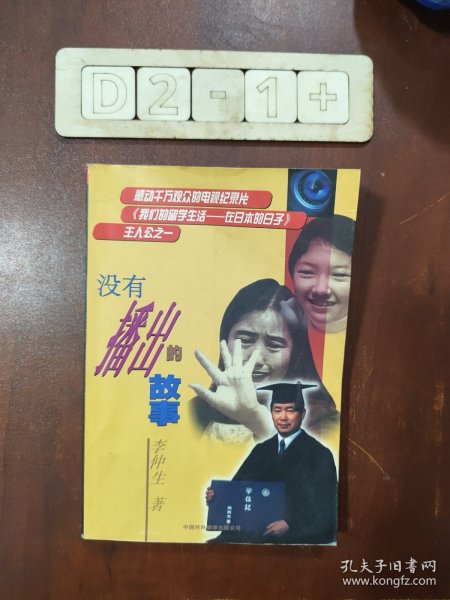 D2-1+
感动千万观众的电视纪录片
《我们的留学生活——在日本的日子》
主人公之一
没有
播出的
故事
李仲生 著
学位記
中国对外翻译出版公司
孔夫子旧书网
www.kongfz.com